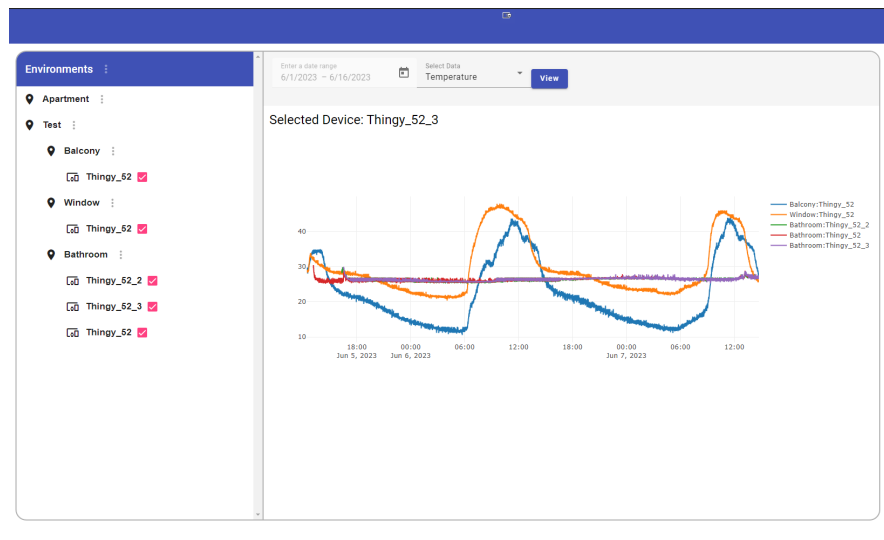 Environments
Apartment
Test
Balcony
Thingy_52
Window
Thingy_52
Bathroom
Thingy_52_2
Thingy_52_3
Thingy_52
Enter a date range
6/1/2023 – 6/16/2023
Select Data
Temperature
View
Selected Device: Thingy_52_3
40
30
20
10
18:00 00:00 06:00 12:00 18:00 00:00 06:00 12:00
Jun 5, 2023 Jun 6, 2023 Jun 7, 2023
Balcony:Thingy_52
Window:Thingy_52
Bathroom:Thingy_52_2
Bathroom:Thingy_52
Bathroom:Thingy_52_3